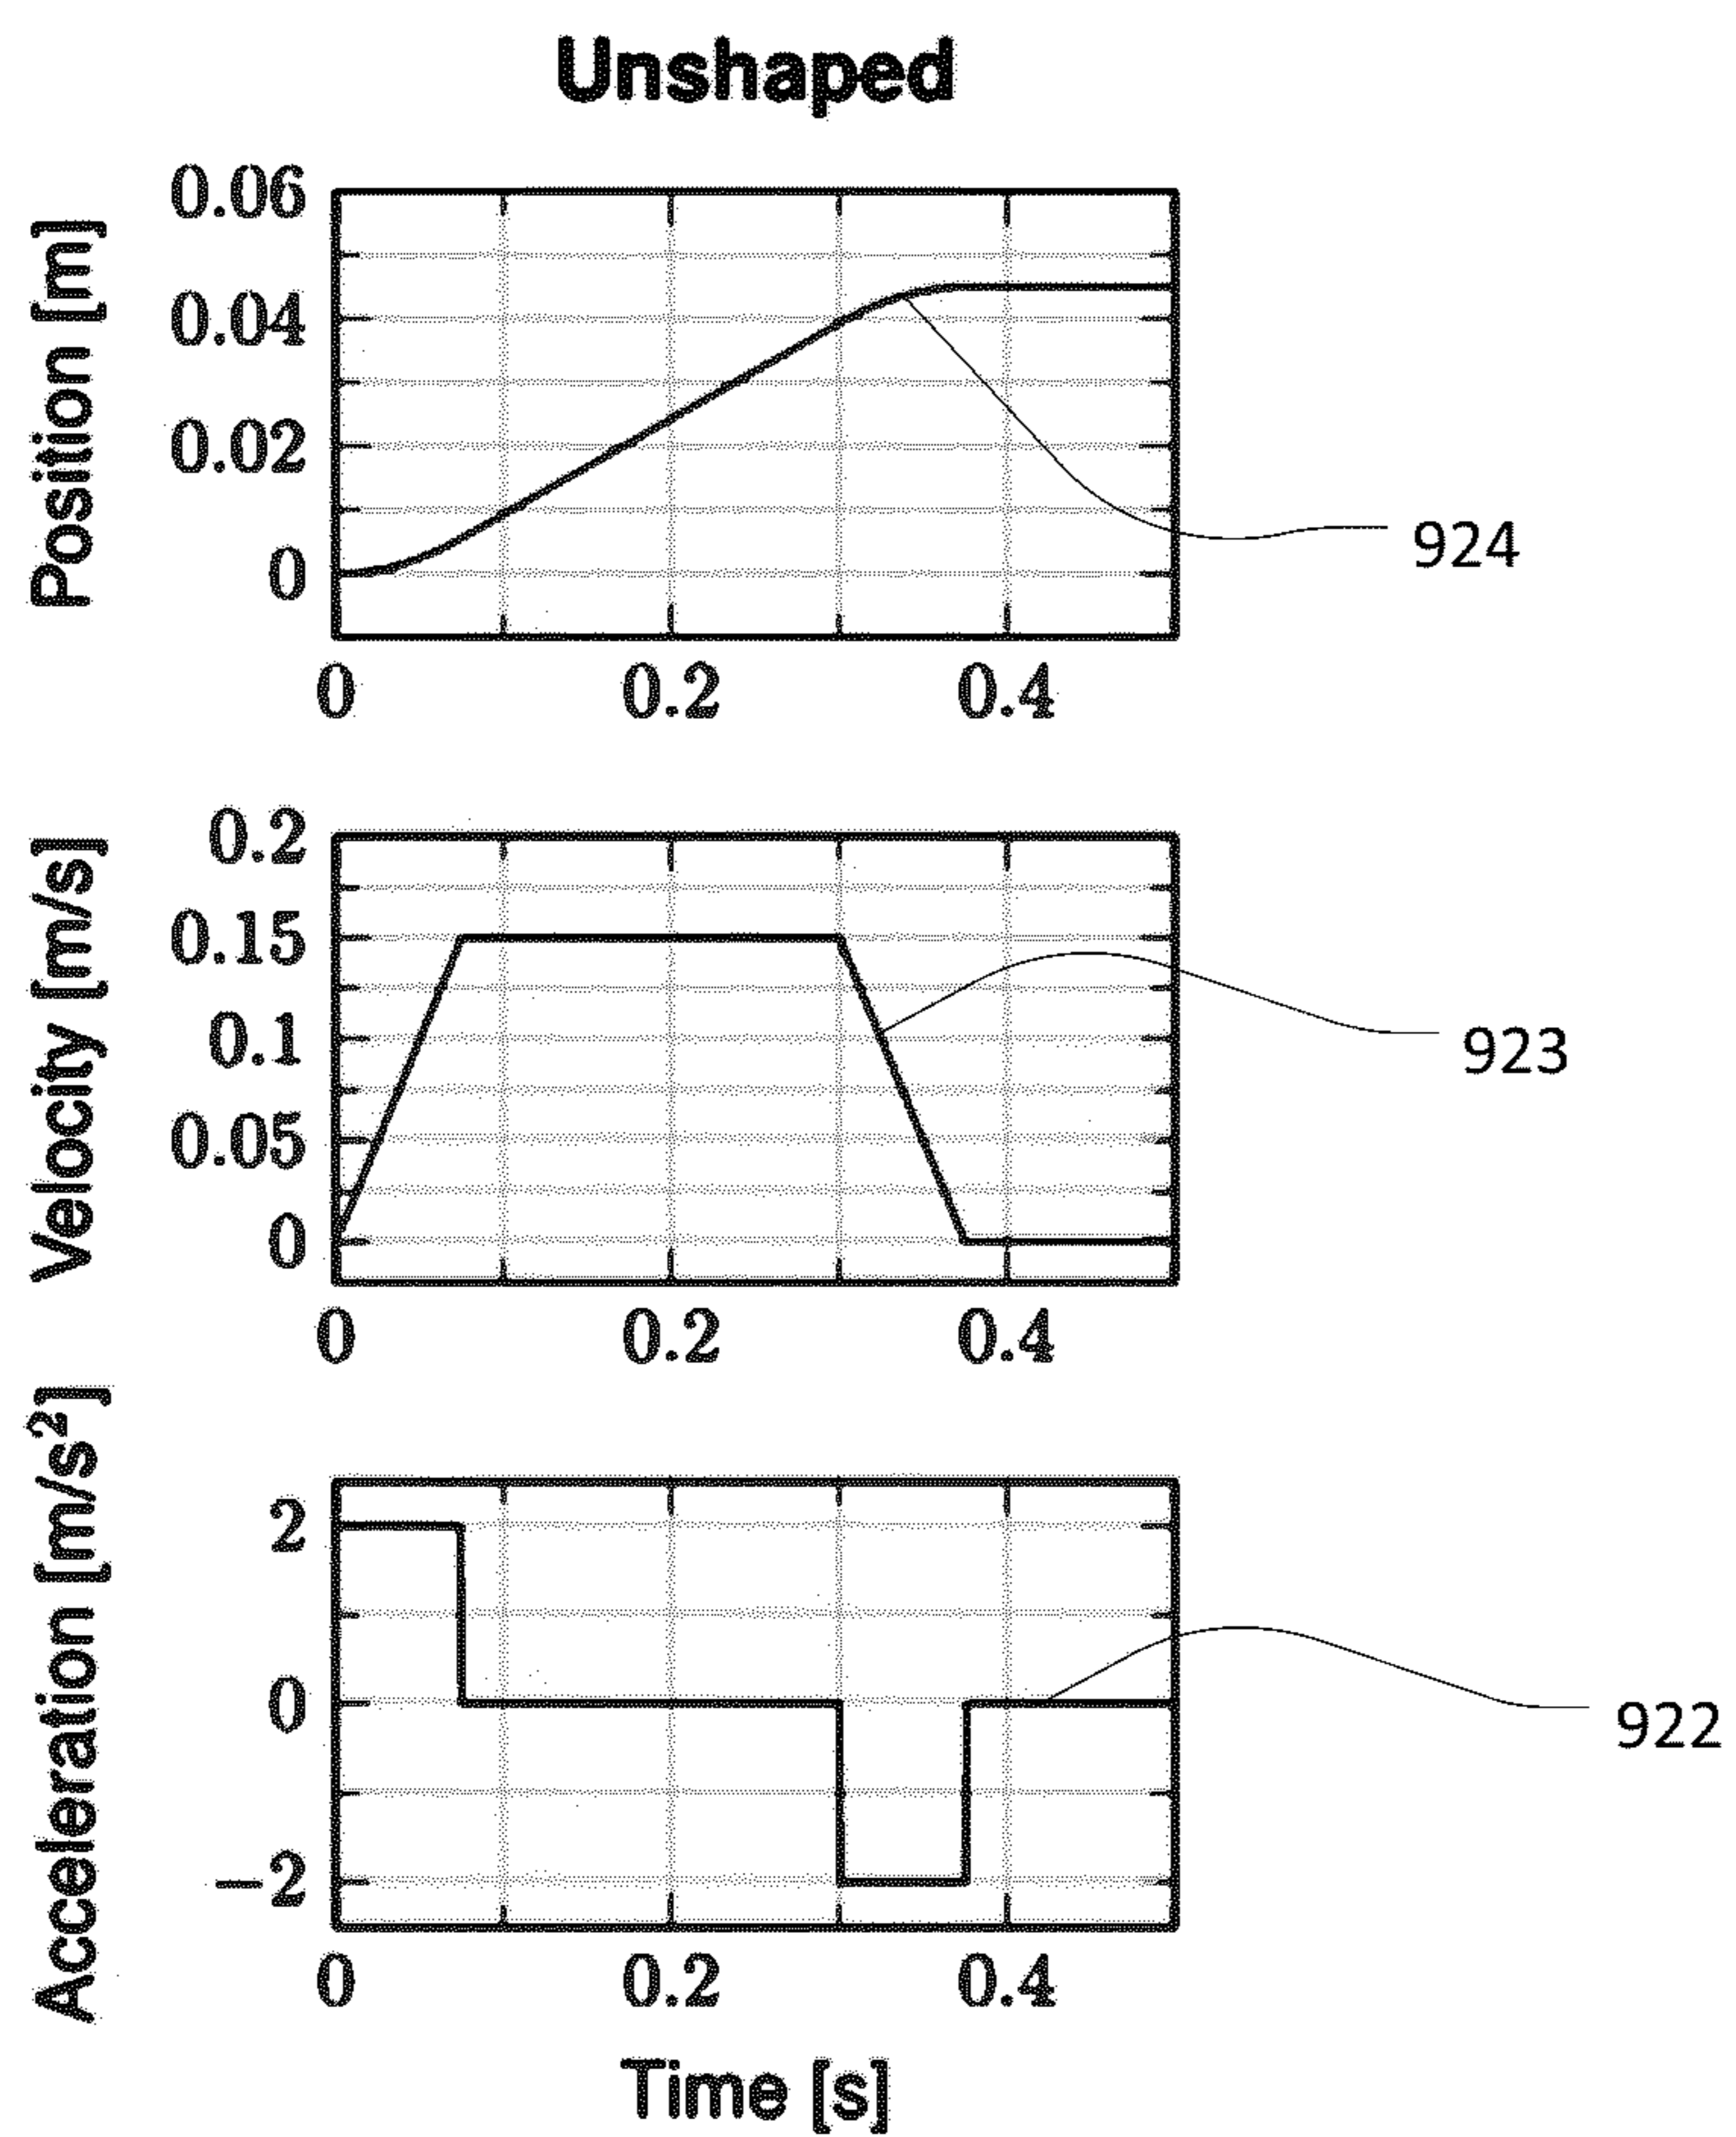 Unshaped
Position [m]
0.06
0.04
0.02
0
0 0.2 0.4
924
Velocity [m/s]
0.2
0.15
0.1
0.05
0
0 0.2 0.4
923
Acceleration [m/s²]
2
0
−2
0 0.2 0.4
922
Time [s]